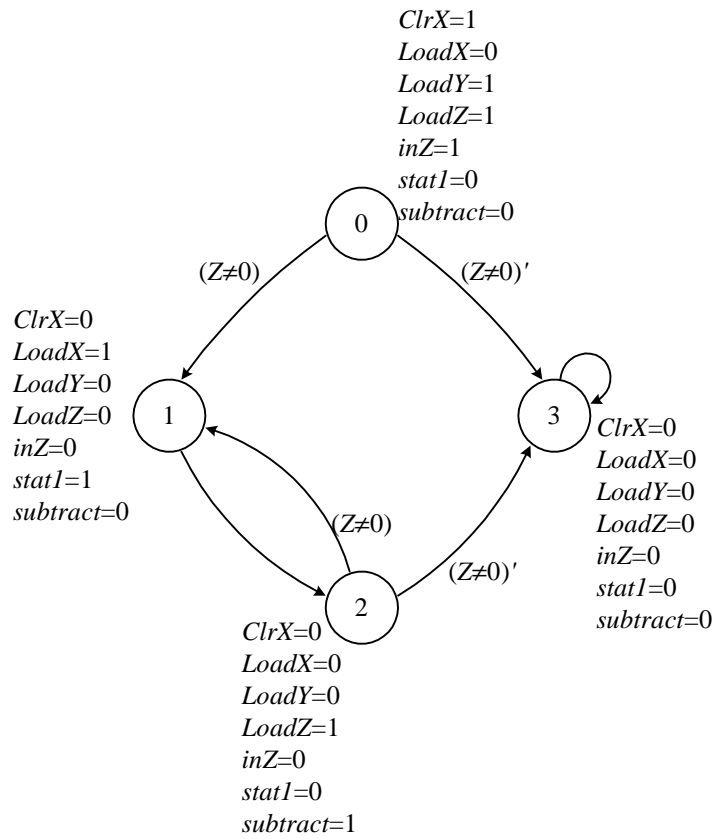 ClrX=1
LoadX=0
LoadY=1
LoadZ=1
inZ=1
stat1=0
subtract=0
0
(Z≠0)
(Z≠0)'
ClrX=0
LoadX=1
LoadY=0
LoadZ=0
inZ=0
stat1=1
subtract=0
1
3
ClrX=0
LoadX=0
LoadY=0
LoadZ=0
inZ=0
stat1=0
subtract=0
(Z≠0)
(Z≠0)'
2
ClrX=0
LoadX=0
LoadY=0
LoadZ=1
inZ=0
stat1=0
subtract=1